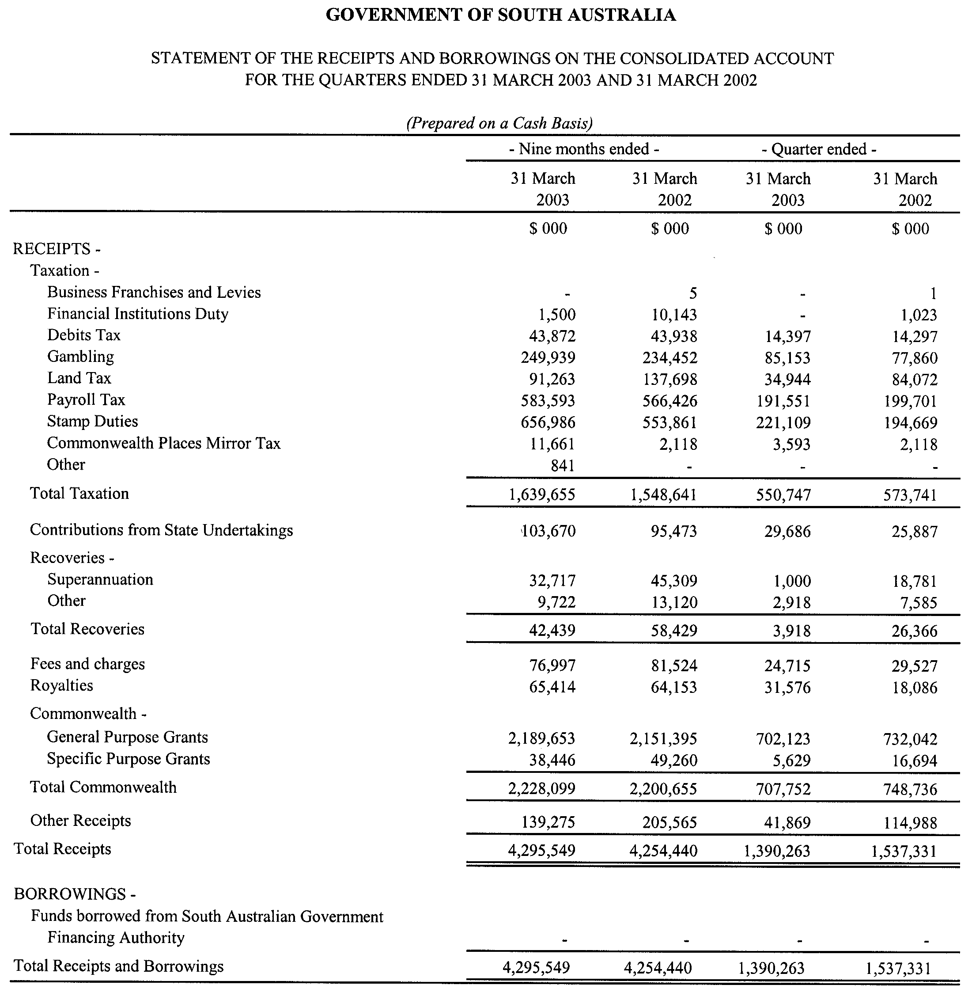 GOVERNMENT OF SOUTH AUSTRALIA
STATEMENT OF THE RECEIPTS AND BORROWINGS ON THE CONSOLIDATED ACCOUNT
FOR THE QUARTERS ENDED 31 MARCH 2003 AND 31 MARCH 2002
(Prepared on a Cash Basis)
- Nine months ended - - Quarter ended -
31 March 31 March 31 March 31 March
2003 2002 2003 2002
$ 000 $ 000 $ 000 $ 000
RECEIPTS -
Taxation -
Business Franchises and Levies - 5 - 1
Financial Institutions Duty 1,500 10,143 - 1,023
Debits Tax 43,872 43,938 14,397 14,297
Gambling 249,939 234,452 85,153 77,860
Land Tax 91,263 137,698 34,944 84,072
Payroll Tax 583,593 566,426 191,551 199,701
Stamp Duties 656,986 553,861 221,109 194,669
Commonwealth Places Mirror Tax 11,661 2,118 3,593 2,118
Other 841 - - -
Total Taxation 1,639,655 1,548,641 550,747 573,741
Contributions from State Undertakings 103,670 95,473 29,686 25,887
Recoveries -
Superannuation 32,717 45,309 1,000 18,781
Other 9,722 13,120 2,918 7,585
Total Recoveries 42,439 58,429 3,918 26,366
Fees and charges 76,997 81,524 24,715 29,527
Royalties 65,414 64,153 31,576 18,086
Commonwealth -
General Purpose Grants 2,189,653 2,151,395 702,123 732,042
Specific Purpose Grants 38,446 49,260 5,629 16,694
Total Commonwealth 2,228,099 2,200,655 707,752 748,736
Other Receipts 139,275 205,565 41,869 114,988
Total Receipts 4,295,549 4,254,440 1,390,263 1,537,331
BORROWINGS -
Funds borrowed from South Australian Government
Financing Authority - - - -
Total Receipts and Borrowings 4,295,549 4,254,440 1,390,263 1,537,331